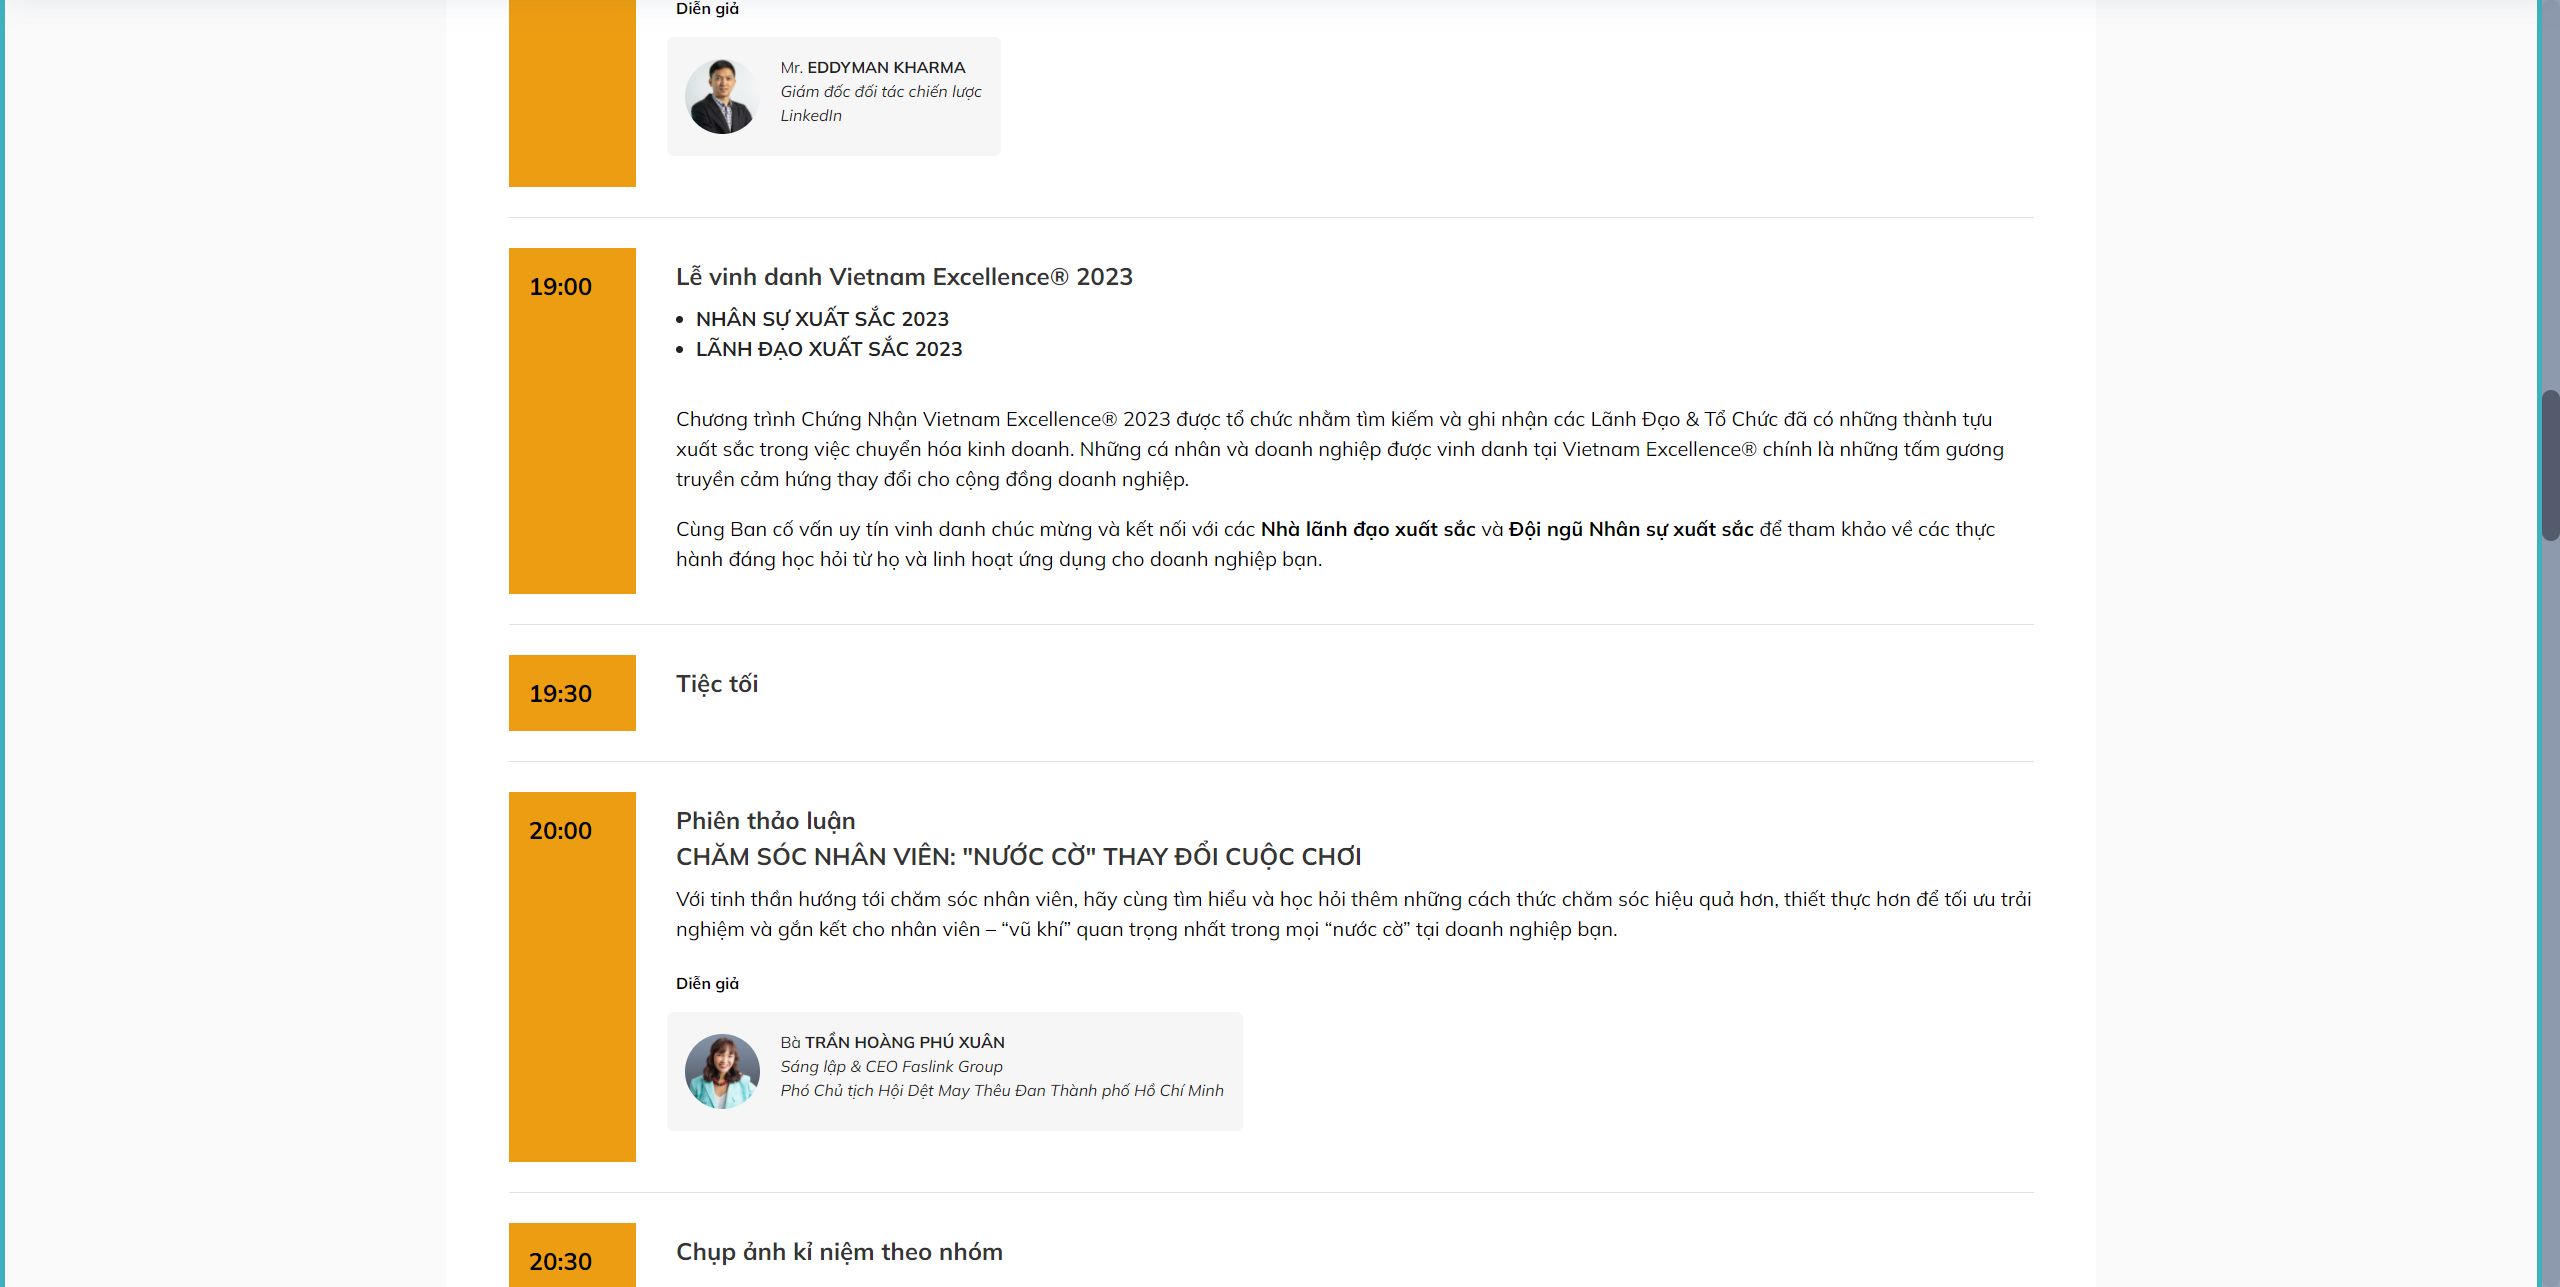 Diễn giả
Mr. EDDYMAN KHARMA
Giám đốc đối tác chiến lược
LinkedIn
19:00
Lễ vinh danh Vietnam Excellence® 2023
• NHÂN SỰ XUẤT SẮC 2023
• LÃNH ĐẠO XUẤT SẮC 2023
Chương trình Chứng Nhận Vietnam Excellence® 2023 được tổ chức nhằm tìm kiếm và ghi nhận các Lãnh Đạo & Tổ Chức đã có những thành tựu
xuất sắc trong việc chuyển hóa kinh doanh. Những cá nhân và doanh nghiệp được vinh danh tại Vietnam Excellence® chính là những tấm gương
truyền cảm hứng thay đổi cho cộng đồng doanh nghiệp.
Cùng Ban cố vấn uy tín vinh danh chúc mừng và kết nối với các Nhà lãnh đạo xuất sắc và Đội ngũ Nhân sự xuất sắc để tham khảo về các thực
hành đáng học hỏi từ họ và linh hoạt ứng dụng cho doanh nghiệp bạn.
19:30
Tiệc tối
20:00
Phiên thảo luận
CHĂM SÓC NHÂN VIÊN: "NƯỚC CỜ" THAY ĐỔI CUỘC CHƠI
Với tinh thần hướng tới chăm sóc nhân viên, hãy cùng tìm hiểu và học hỏi thêm những cách thức chăm sóc hiệu quả hơn, thiết thực hơn để tối ưu trải
nghiệm và gắn kết cho nhân viên – “vũ khí” quan trọng nhất trong mọi “nước cờ” tại doanh nghiệp bạn.
Diễn giả
Bà TRẦN HOÀNG PHÚ XUÂN
Sáng lập & CEO Faslink Group
Phó Chủ tịch Hội Dệt May Thêu Đan Thành phố Hồ Chí Minh
20:30
Chụp ảnh kỉ niệm theo nhóm